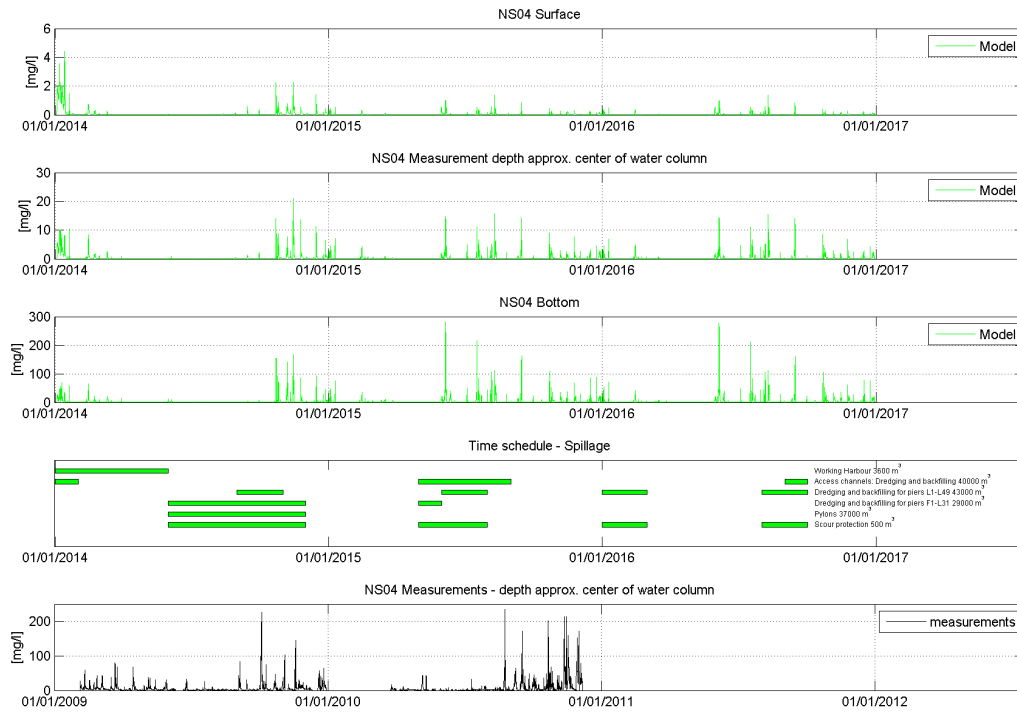 NS04 Surface
6
4
2
0
[mg/l]
Model
01/01/2014 01/01/2015 01/01/2016 01/01/2017
NS04 Measurement depth approx. center of water column
30
20
10
0
[mg/l]
Model
01/01/2014 01/01/2015 01/01/2016 01/01/2017
NS04 Bottom
300
200
100
0
[mg/l]
Model
01/01/2014 01/01/2015 01/01/2016 01/01/2017
Time schedule - Spillage
Working Harbour 3600 m³
Access channels: Dredging and backfilling 40000 m³
Dredging and backfilling for piers L1-L49 43000 m³
Dredging and backfilling for piers F1-L31 29000 m³
Pylons 37000 m³
Scour protection 500 m³
01/01/2014 01/01/2015 01/01/2016 01/01/2017
NS04 Measurements - depth approx. center of water column
200
100
0
[mg/l]
measurements
01/01/2009 01/01/2010 01/01/2011 01/01/2012